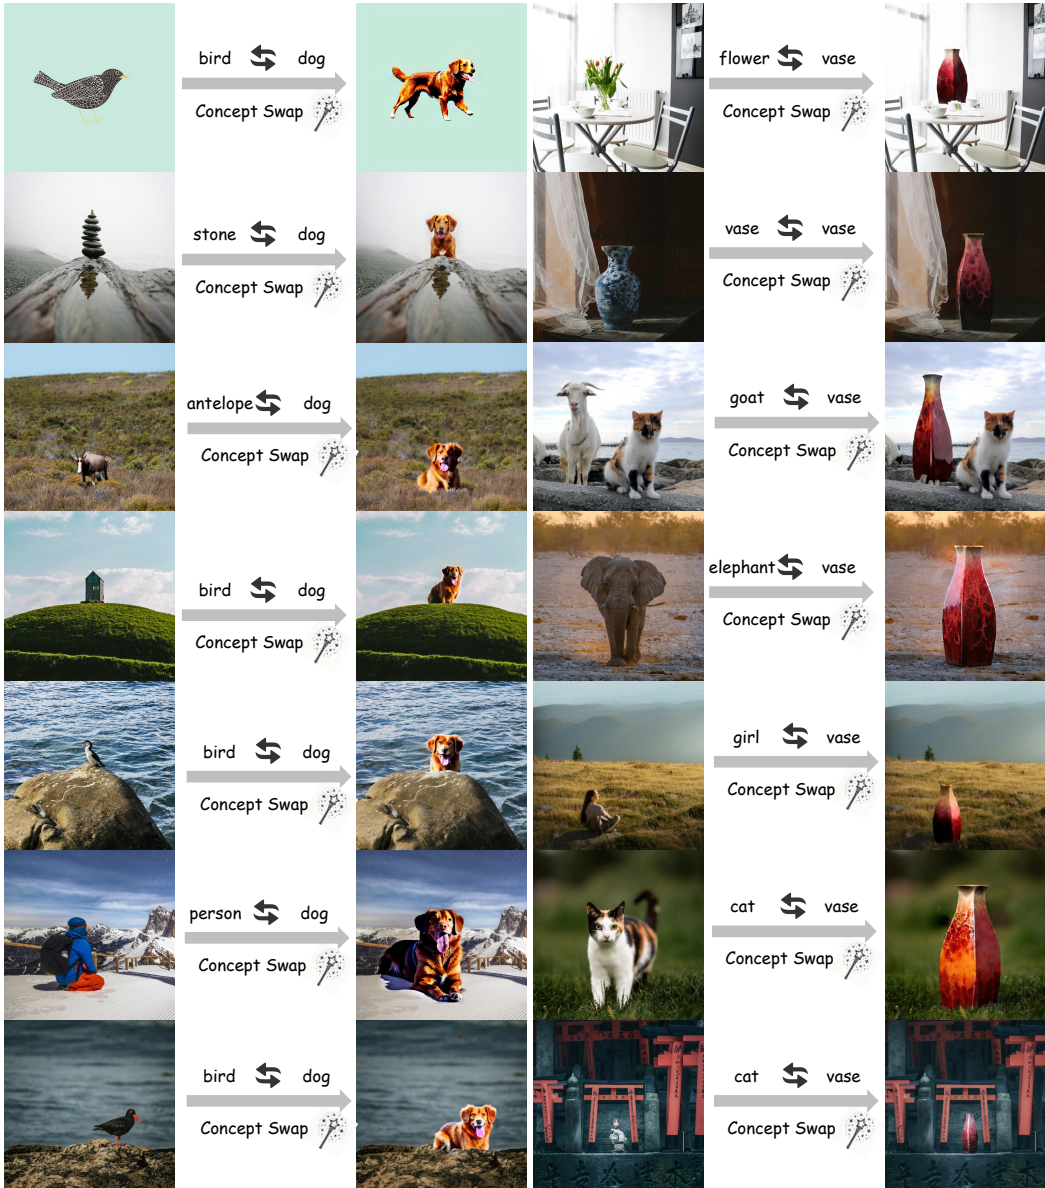 bird dog
Concept Swap
flower vase
Concept Swap
stone dog
Concept Swap
vase vase
Concept Swap
antelope dog
Concept Swap
goat vase
Concept Swap
bird dog
Concept Swap
elephant vase
Concept Swap
bird dog
Concept Swap
girl vase
Concept Swap
person dog
Concept Swap
cat vase
Concept Swap
bird dog
Concept Swap
cat vase
Concept Swap